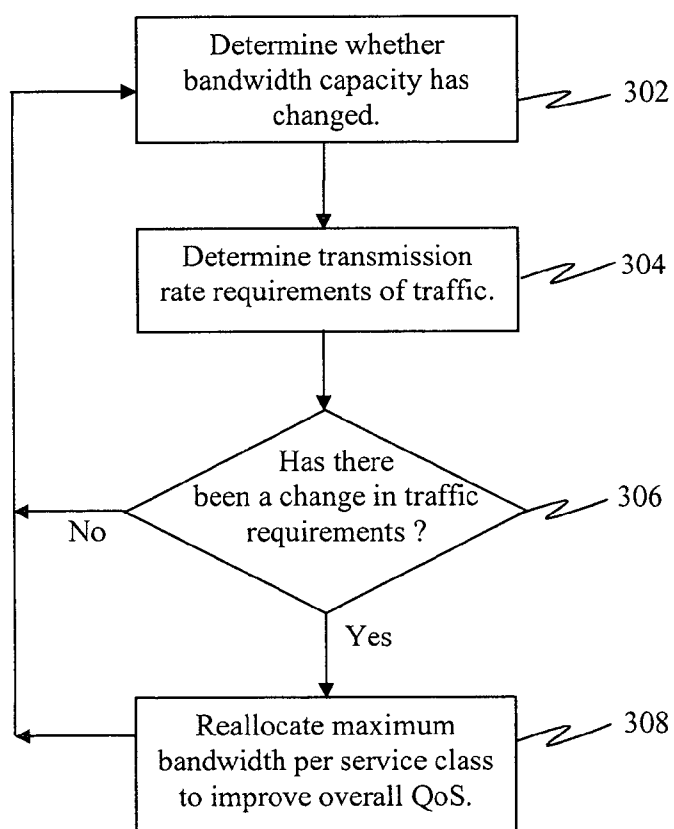 Determine whether
bandwidth capacity has
changed.
302
Determine transmission
rate requirements of traffic.
304
Has there
been a change in traffic
requirements ?
306
No
Yes
Reallocate maximum
bandwidth per service class
to improve overall QoS.
308